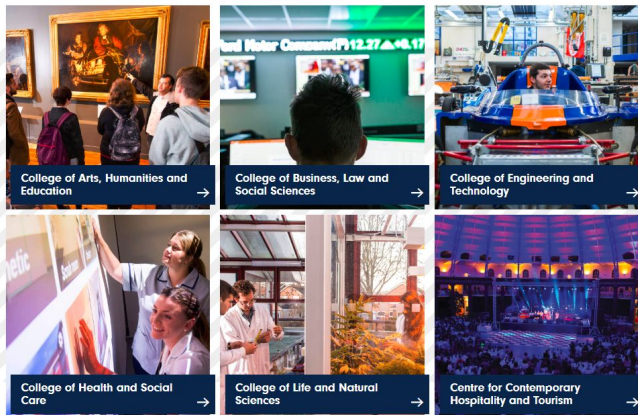 College of Arts, Humanities and
Education
Ford Motor Company(F)12.27▲+0.17
College of Business, Law and
Social Sciences
College of Engineering and
Technology
College of Health and Social
Care
College of Life and Natural
Sciences
Centre for Contemporary
Hospitality and Tourism